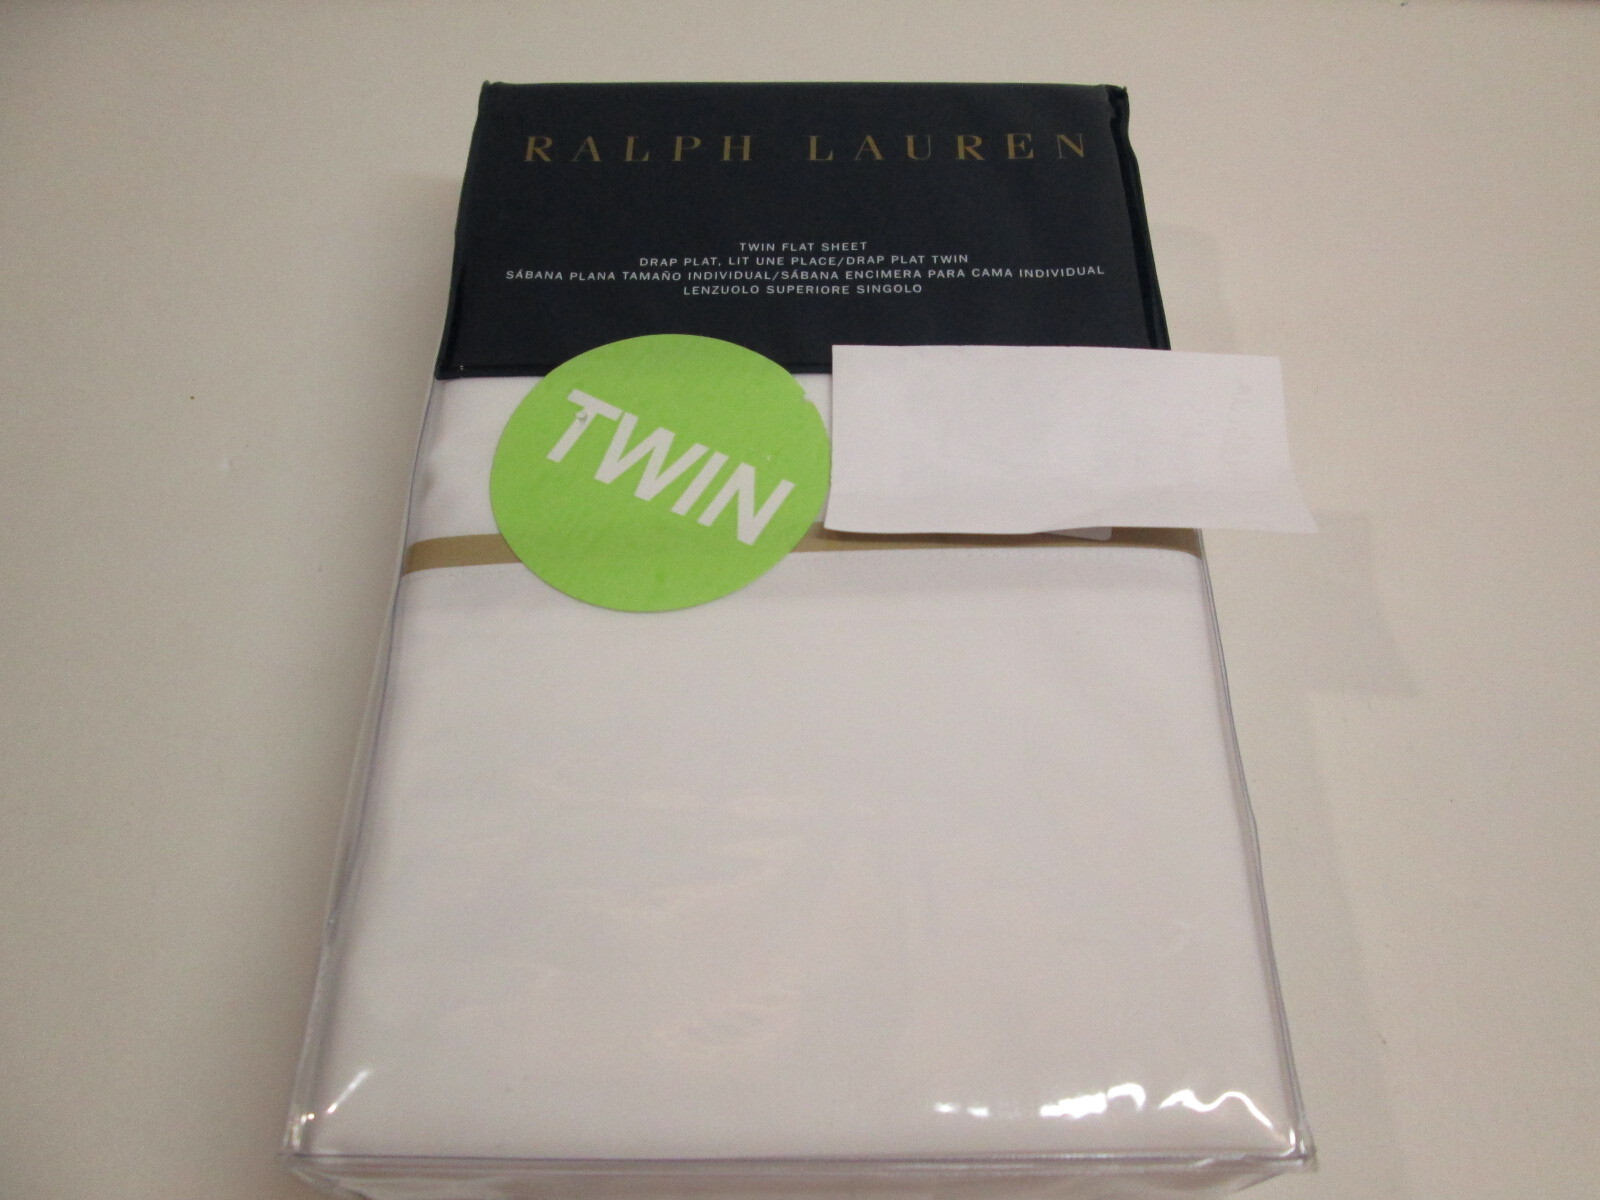 RALPH LAUREN
TWIN FLAT SHEET
DRAP PLAT, LIT UNE PLACE/DRAP PLAT TWIN
SÁBANA PLANA TAMAÑO INDIVIDUAL/SÁBANA ENCIMERA PARA CAMA INDIVIDUAL
LENZUOLO SUPERIORE SINGOLO
TWIN